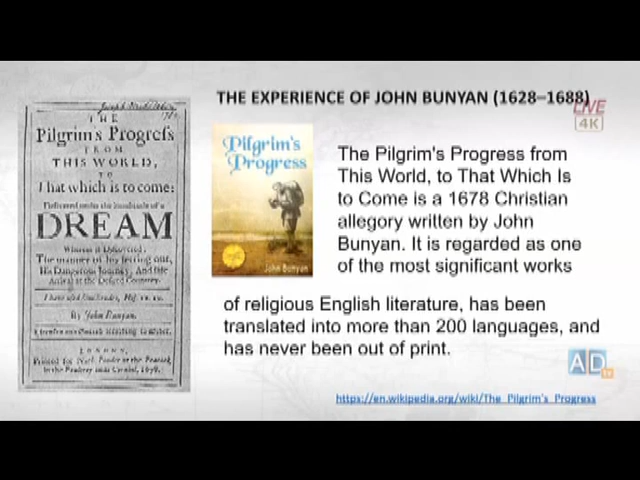 THE EXPERIENCE OF JOHN BUNYAN (1628–1688)
LIVE
4K
THE
Pilgrim's Progreſs
FROM
THIS WORLD,
TO
That which is to come:
Delivered under the Similitude of a
DREAM
Wherein is Discovered,
The manner of his ſetting out,
His Dangerous Journey, And ſafe
Arrival at the Deſired Countrey.
By John Bunyan.
LONDON,
Pilgrim's
Progress
John Bunyan
The Pilgrim's Progress from
This World, to That Which Is
to Come is a 1678 Christian
allegory written by John
Bunyan. It is regarded as one
of the most significant works
of religious English literature, has been
translated into more than 200 languages, and
has never been out of print.
AD
TV
https://en.wikipedia.org/wiki/The_Pilgrim's_Progress